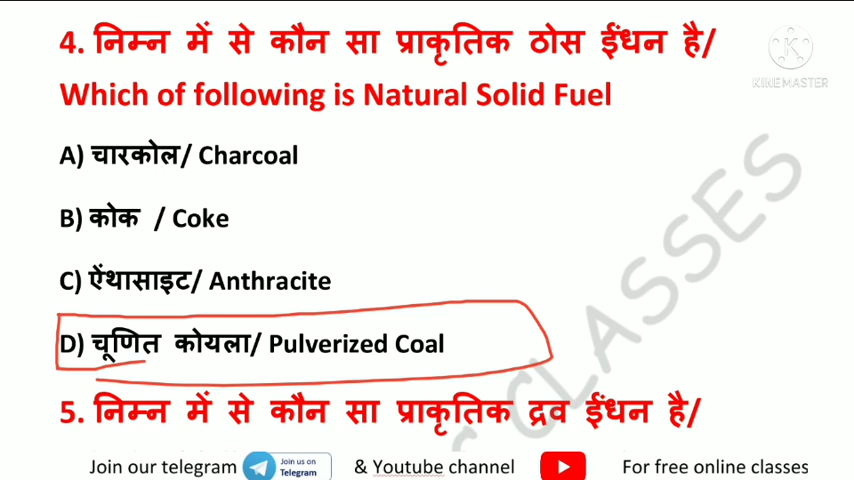 4. निम्न में से कौन सा प्राकृतिक ठोस ईंधन है/
KINEMASTER
Which of following is Natural Solid Fuel
A) चारकोल/ Charcoal
B) कोक / Coke
C) ऐंथासाइट/ Anthracite
D) चूणित कोयला/ Pulverized Coal
CLASSES
5. निम्न में से कौन सा प्राकृतिक द्रव ईंधन है/
Join our telegram Join us on Telegram & Youtube channel For free online classes